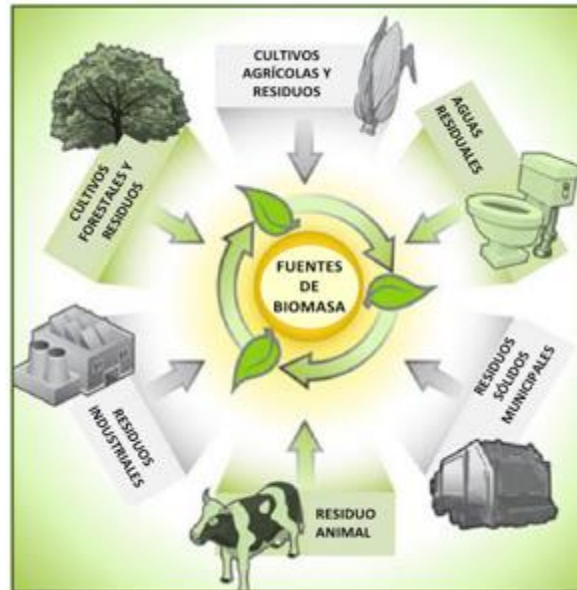 CULTIVOS
AGRÍCOLAS Y
RESIDUOS
AGUAS
RESIDUALES
CULTIVOS
FORESTALES Y
RESIDUOS
FUENTES
DE
BIOMASA
RESIDUOS
SÓLIDOS
MUNICIPALES
RESIDUOS
INDUSTRIALES
RESIDUO
ANIMAL